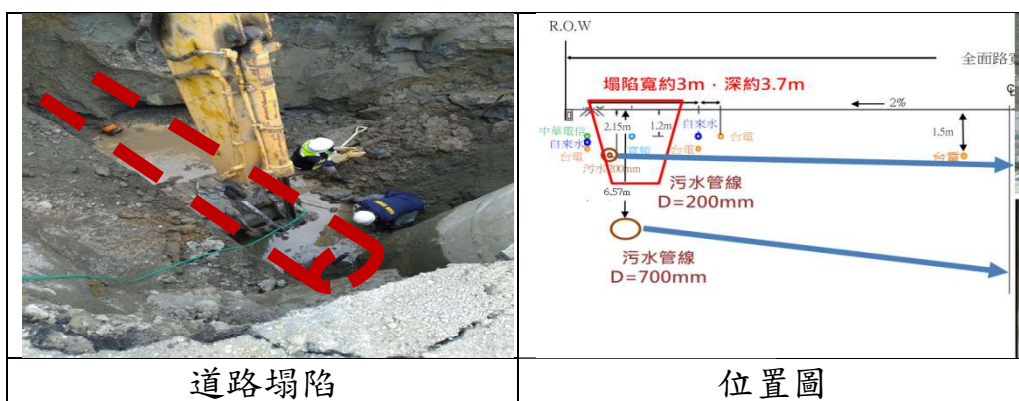 R.O.W
全面路寬
塌陷寬約3m，深約3.7m
2%
2.15m
1.2m
自來水
1.5m
中華電信
自來水
寬頻
台電
台電
台電
台電
污水200mm
6.57m
污水管線
D=200mm
污水管線
D=700mm
道路塌陷
位置圖